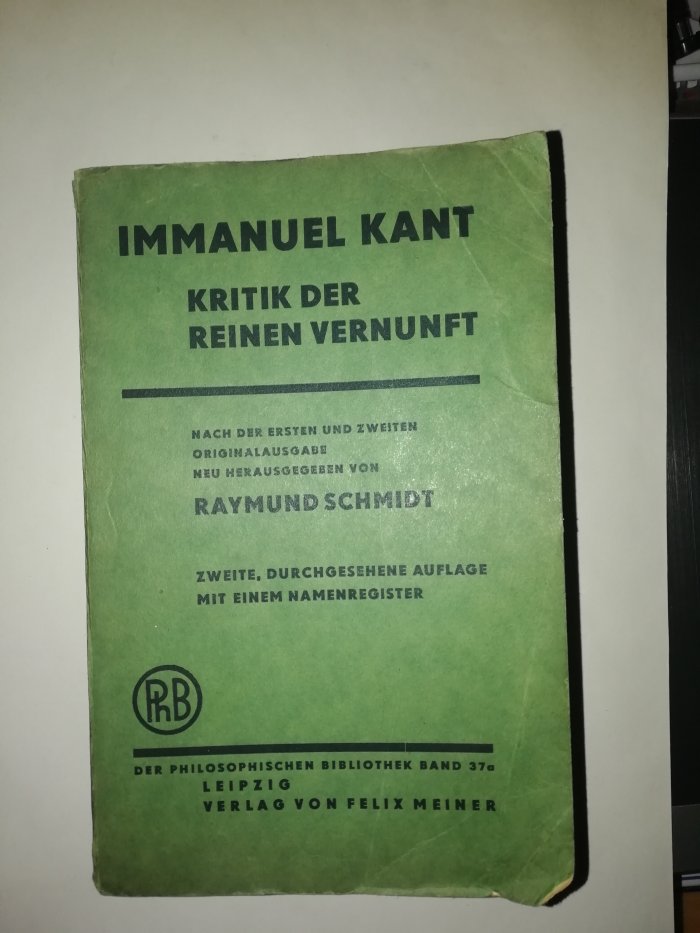 IMMANUEL KANT
KRITIK DER
REINEN VERNUNFT
NACH DER ERSTEN UND ZWEITEN
ORIGINALAUSGABE
NEU HERAUSGEGEBEN VON
RAYMUND SCHMIDT
ZWEITE, DURCHGESEHENE AUFLAGE
MIT EINEM NAMENREGISTER
PhB
DER PHILOSOPHISCHEN BIBLIOTHEK BAND 37a
LEIPZIG
VERLAG VON FELIX MEINER